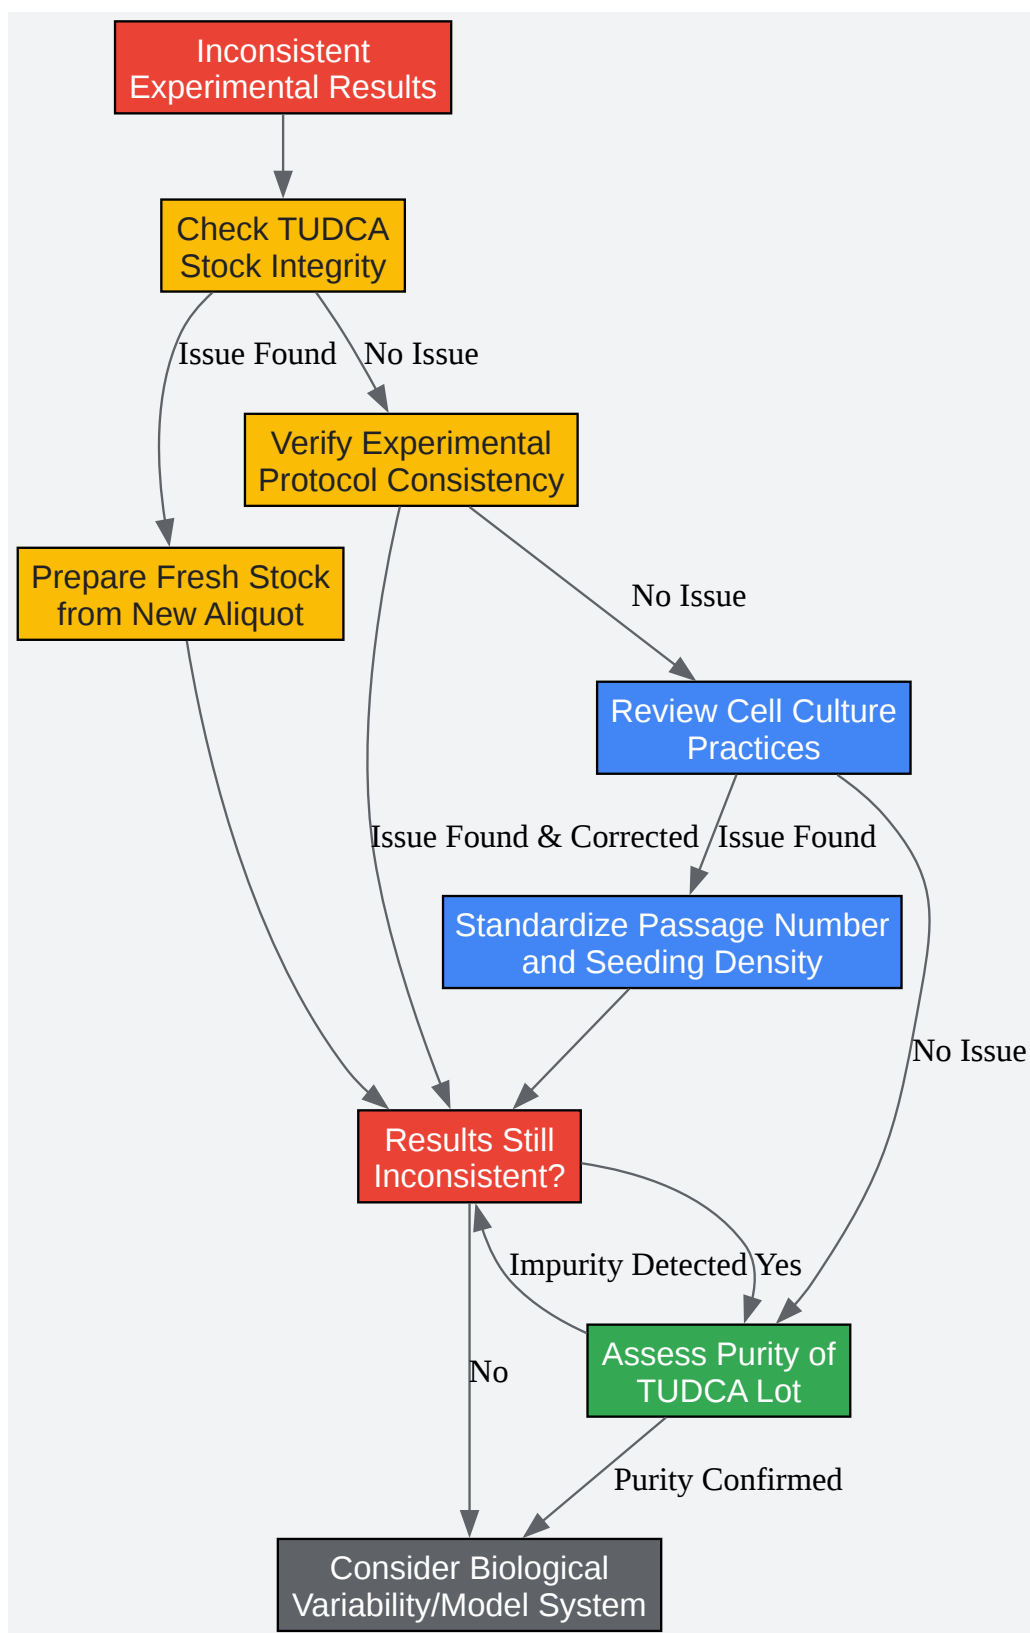 Inconsistent
Experimental Results
Check TUDCA
Stock Integrity
Issue Found
No Issue
Verify Experimental
Protocol Consistency
Prepare Fresh Stock
from New Aliquot
No Issue
Review Cell Culture
Practices
Issue Found & Corrected
Issue Found
Standardize Passage Number
and Seeding Density
No Issue
Results Still
Inconsistent?
Impurity Detected
Yes
Assess Purity of
TUDCA Lot
No
Purity Confirmed
Consider Biological
Variability/Model System